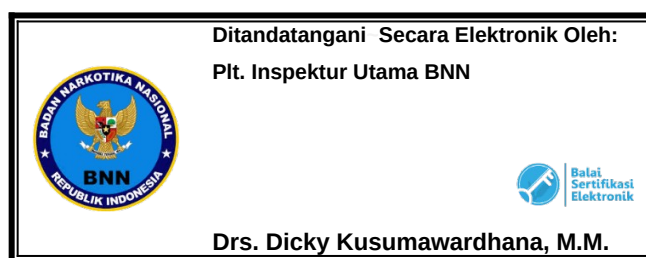 Ditandatangani Secara Elektronik Oleh:
Plt. Inspektur Utama BNN
BADAN NARKOTIKA NASIONAL
BNN
REPUBLIK INDONESIA
Balai
Sertifikasi
Elektronik
Drs. Dicky Kusumawardhana, M.M.